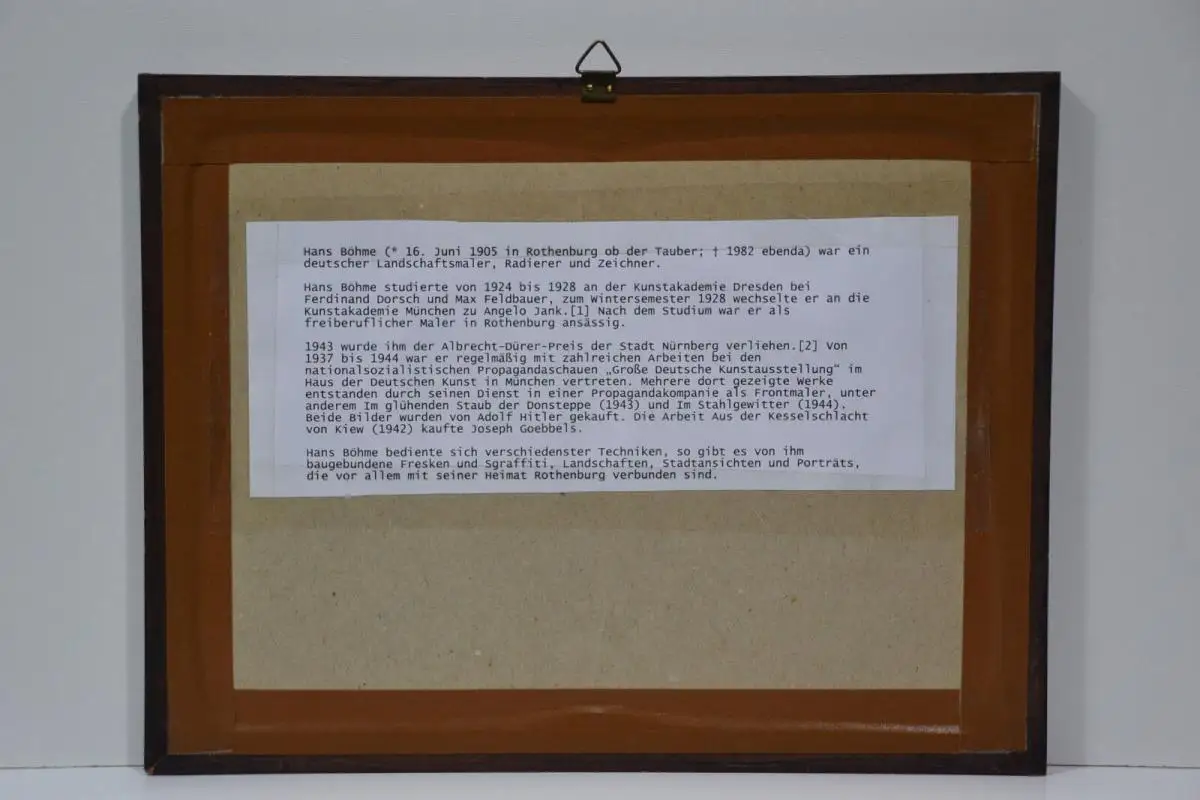 Hans Böhme (* 16. Juni 1905 in Rothenburg ob der Tauber; † 1982 ebenda) war ein
deutscher Landschaftsmaler, Radierer und Zeichner.
Hans Böhme studierte von 1924 bis 1928 an der Kunstakademie Dresden bei
Ferdinand Dorsch und Max Feldbauer, zum Wintersemester 1928 wechselte er an die
Kunstakademie München zu Angelo Jank.[1] Nach dem Studium war er als
freiberuflicher Maler in Rothenburg ansässig.
1943 wurde ihm der Albrecht-Dürer-Preis der Stadt Nürnberg verliehen.[2] Von
1937 bis 1944 war er regelmäßig mit zahlreichen Arbeiten bei den
nationalsozialistischen Propagandaschauen „Große Deutsche Kunstausstellung“ im
Haus der Deutschen Kunst in München vertreten. Mehrere dort gezeigte Werke
entstanden durch seinen Dienst in einer Propagandakompanie als Frontmaler, unter
anderem Im glühenden Staub der Donsteppe (1943) und Im Stahlgewitter (1944).
Beide Bilder wurden von Adolf Hitler gekauft. Die Arbeit Aus der Kesselschlacht
von Kiew (1942) kaufte Joseph Goebbels.
Hans Böhme bediente sich verschiedenster Techniken, so gibt es von ihm
baugebundene Fresken und Sgraffiti, Landschaften, Stadtansichten und Porträts,
die vor allem mit seiner Heimat Rothenburg verbunden sind.